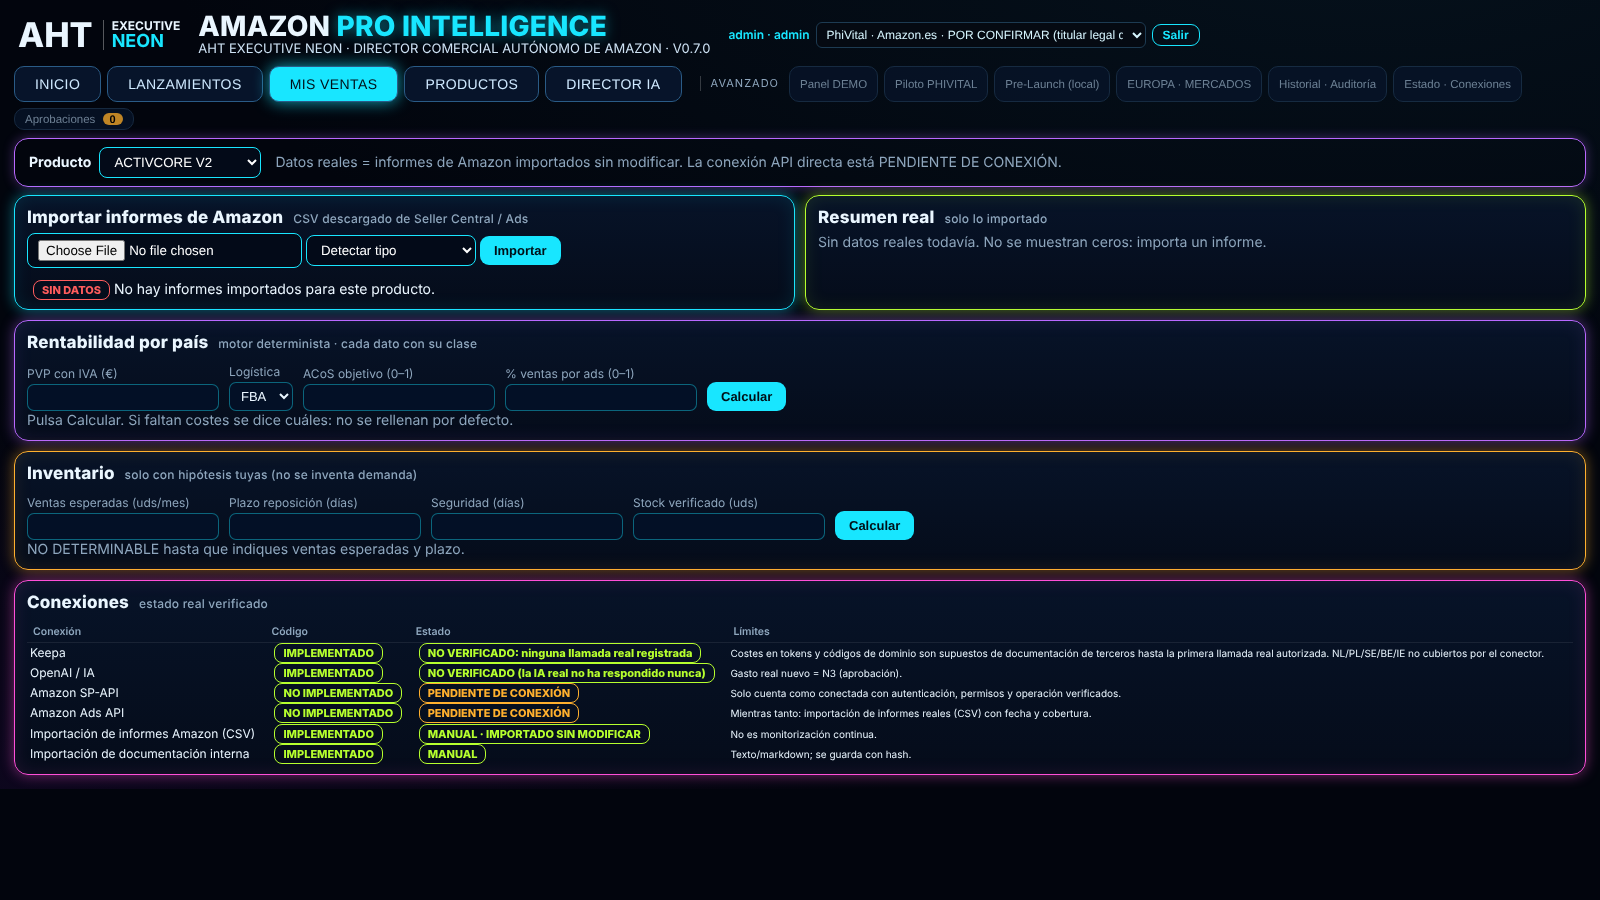 AHT EXECUTIVE NEON
AMAZON PRO INTELLIGENCE
AHT EXECUTIVE NEON · DIRECTOR COMERCIAL AUTÓNOMO DE AMAZON · V0.7.0
admin · admin
PhiVital · Amazon.es · POR CONFIRMAR (titular legal c
Salir
INICIO LANZAMIENTOS MIS VENTAS PRODUCTOS DIRECTOR IA AVANZADO Panel DEMO Piloto PHIVITAL Pre-Launch (local) EUROPA · MERCADOS Historial · Auditoría Estado · Conexiones
Aprobaciones 0
Producto ACTIVCORE V2 Datos reales = informes de Amazon importados sin modificar. La conexión API directa está PENDIENTE DE CONEXIÓN.
Importar informes de Amazon CSV descargado de Seller Central / Ads
Choose File No file chosen Detectar tipo Importar
SIN DATOS No hay informes importados para este producto.
Resumen real solo lo importado
Sin datos reales todavía. No se muestran ceros: importa un informe.
Rentabilidad por país motor determinista · cada dato con su clase
PVP con IVA (€) Logística ACoS objetivo (0–1) % ventas por ads (0–1)
FBA Calcular
Pulsa Calcular. Si faltan costes se dice cuáles: no se rellenan por defecto.
Inventario solo con hipótesis tuyas (no se inventa demanda)
Ventas esperadas (uds/mes) Plazo reposición (días) Seguridad (días) Stock verificado (uds)
Calcular
NO DETERMINABLE hasta que indiques ventas esperadas y plazo.
Conexiones estado real verificado
Conexión Código Estado Límites
Keepa IMPLEMENTADO NO VERIFICADO: ninguna llamada real registrada Costes en tokens y códigos de dominio son supuestos de documentación de terceros hasta la primera llamada real autorizada. NL/PL/SE/BE/IE no cubiertos por el conector.
OpenAI / IA IMPLEMENTADO NO VERIFICADO (la IA real no ha respondido nunca) Gasto real nuevo = N3 (aprobación).
Amazon SP-API NO IMPLEMENTADO PENDIENTE DE CONEXIÓN Solo cuenta como conectada con autenticación, permisos y operación verificados.
Amazon Ads API NO IMPLEMENTADO PENDIENTE DE CONEXIÓN Mientras tanto: importación de informes reales (CSV) con fecha y cobertura.
Importación de informes Amazon (CSV) IMPLEMENTADO MANUAL · IMPORTADO SIN MODIFICAR No es monitorización continua.
Importación de documentación interna IMPLEMENTADO MANUAL Texto/markdown; se guarda con hash.